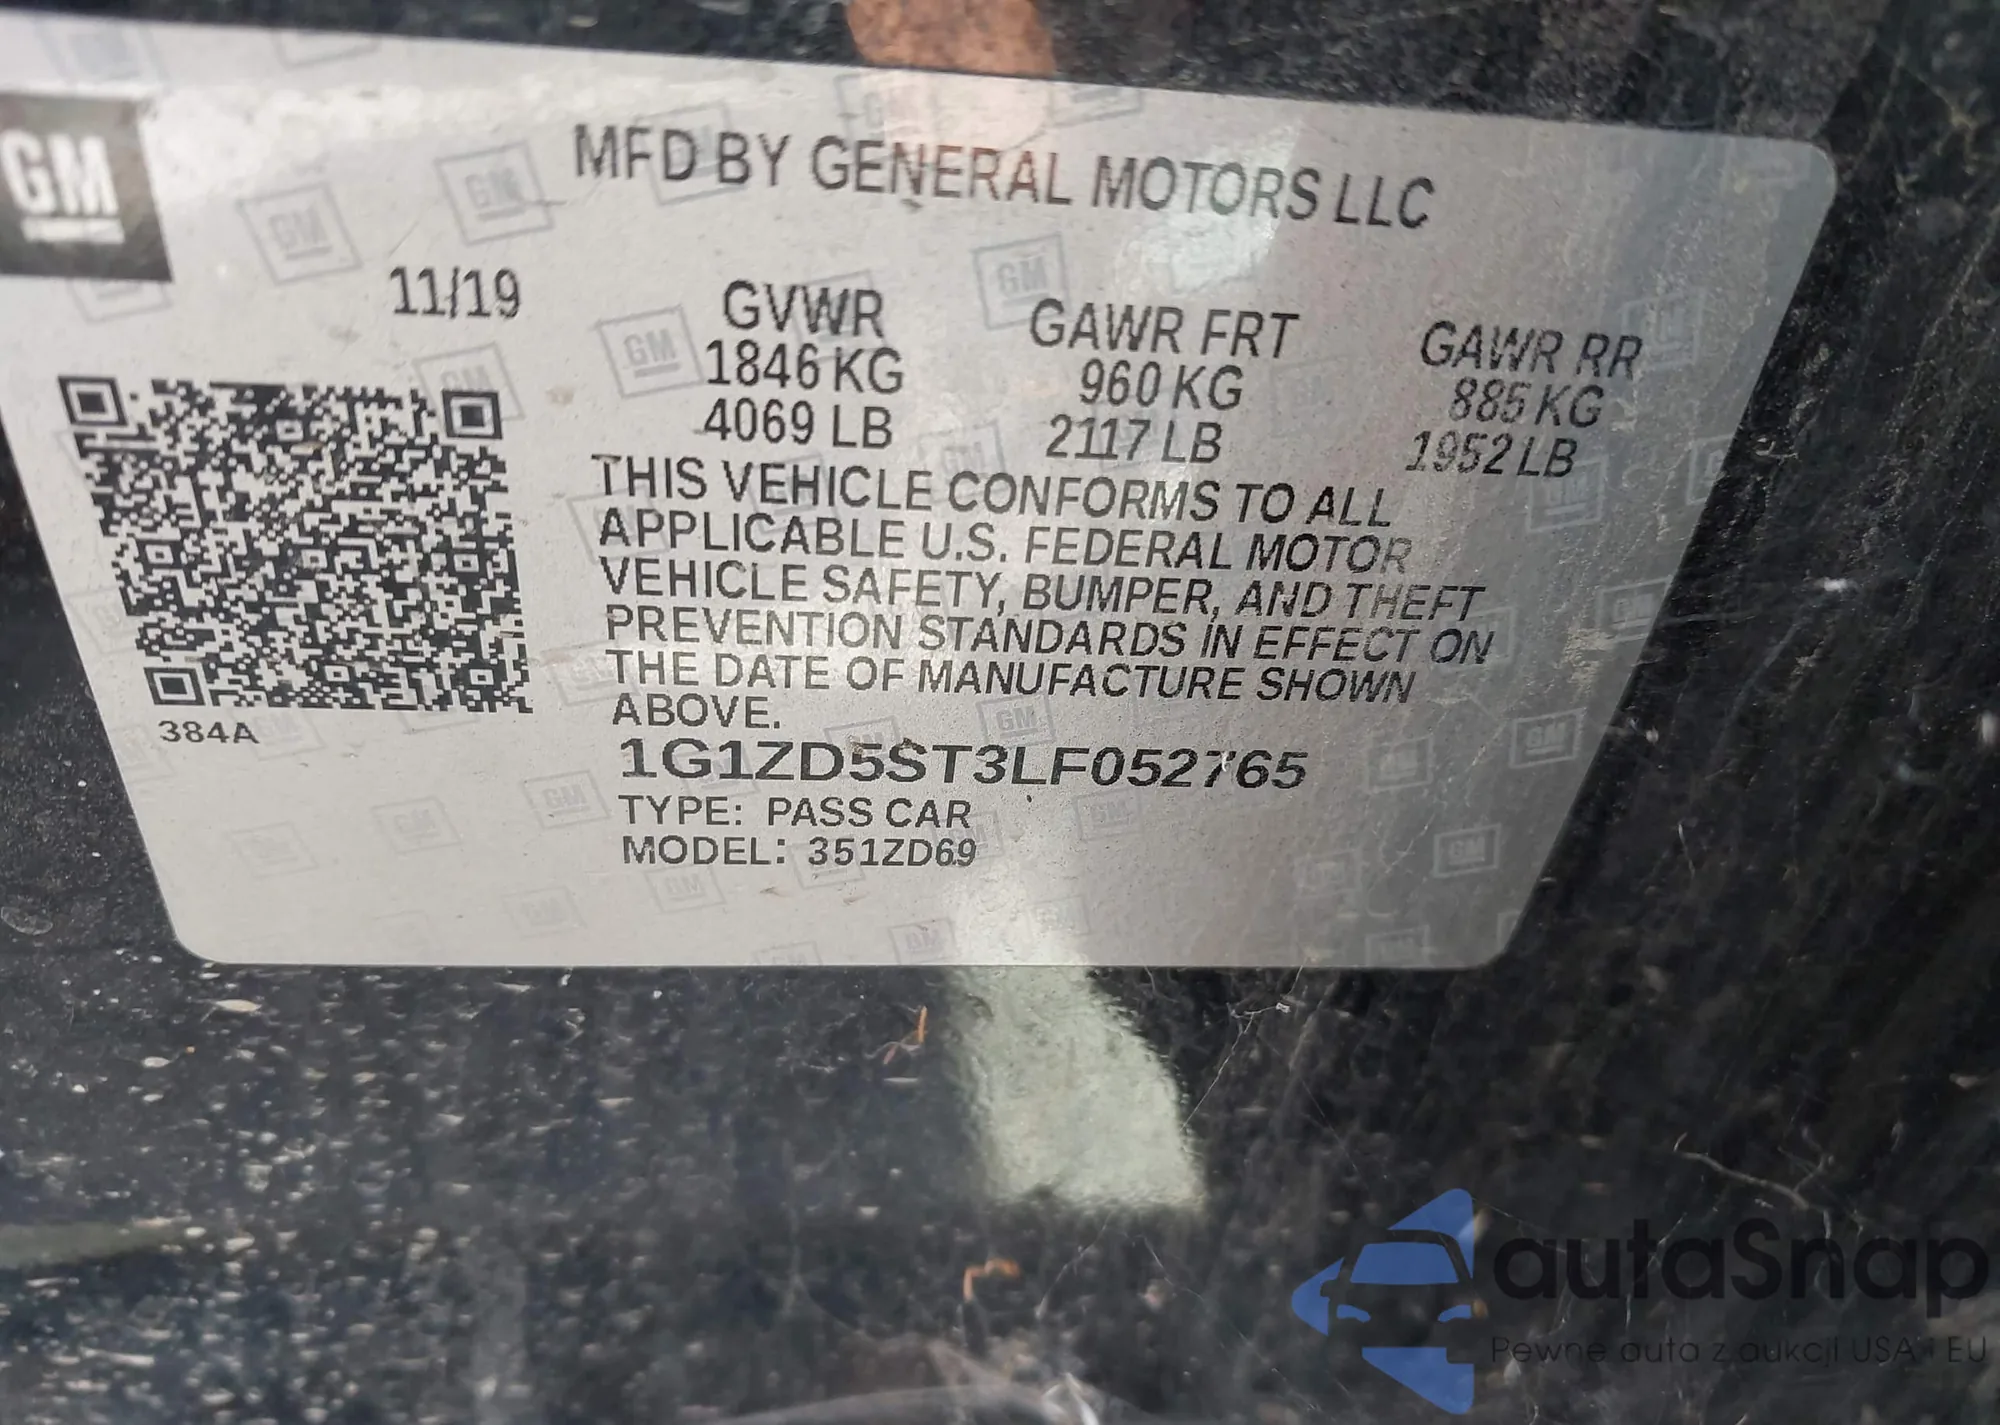 GM
MFD BY GENERAL MOTORS LLC
11/19
GVWR GAWR FRT GAWR RR
1846 KG 960 KG 885 KG
4069 LB 2117 LB 1952 LB
THIS VEHICLE CONFORMS TO ALL
APPLICABLE U.S. FEDERAL MOTOR
VEHICLE SAFETY, BUMPER, AND THEFT
PREVENTION STANDARDS IN EFFECT ON
THE DATE OF MANUFACTURE SHOWN
ABOVE.
384A
1G1ZD5ST3LF052765
TYPE: PASS CAR
MODEL: 351ZD69
autaSnap
Pewne auta z aukcji USA i EU